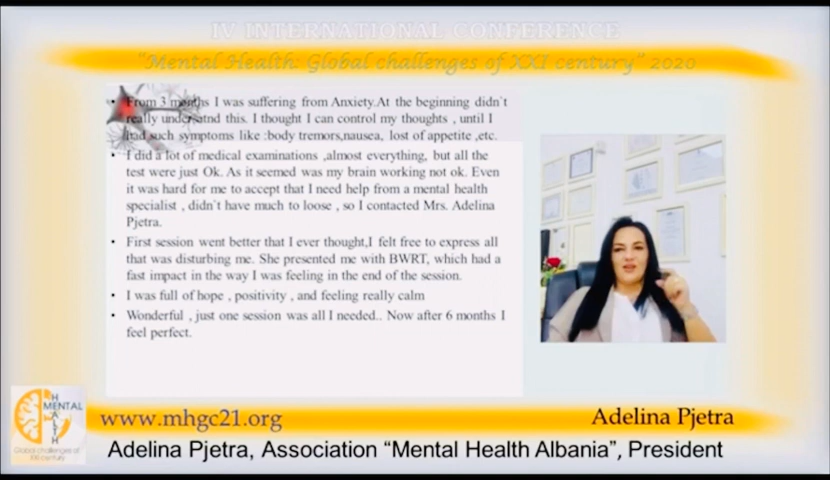 IV INTERNATIONAL CONFERENCE
"Mental Health: Global challenges of XXI century" 2020
• From 3 months I was suffering from Anxiety.At the beginning didn`t
really undersatnd this. I thought I can control my thoughts , until I
had such symptoms like :body tremors,nausea, lost of appetite ,etc.
• I did a lot of medical examinations ,almost everything, but all the
test were just Ok. As it seemed was my brain working not ok. Even
it was hard for me to accept that I need help from a mental health
specialist , didn`t have much to loose , so I contacted Mrs. Adelina
Pjetra.
• First session went better that I ever thought,I felt free to express all
that was disturbing me. She presented me with BWRT, which had a
fast impact in the way I was feeling in the end of the session.
• I was full of hope , positivity , and feeling really calm
• Wonderful , just one session was all I needed.. Now after 6 months I
feel perfect.
MENTAL
HEALTH
Global challenges of
XXI century
www.mhgc21.org
Adelina Pjetra
Adelina Pjetra, Association “Mental Health Albania”, President